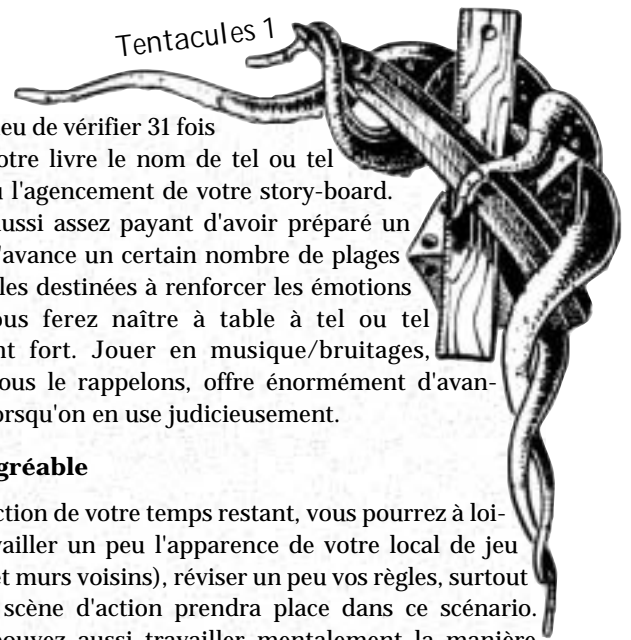 Tentacules 1
eu de vérifier 31 fois
otre livre le nom de tel ou tel
l'agencement de votre story-board.
ussi assez payant d'avoir préparé un
'avance un certain nombre de plages
les destinées à renforcer les émotions
ous ferez naître à table à tel ou tel
nt fort. Jouer en musique/bruitages,
ous le rappelons, offre énormément d'avan-
orsqu'on en use judicieusement.
gréable
ction de votre temps restant, vous pourrez à loi-
vailler un peu l'apparence de votre local de jeu
et murs voisins), réviser un peu vos règles, surtout
scène d'action prendra place dans ce scénario.
pouvez aussi travailler mentalement la manière